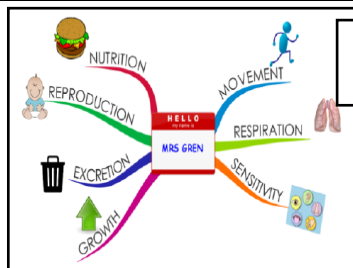 NUTRITION
MOVEMENT
REPRODUCTION
HELLO
my name is
MRS GREN
RESPIRATION
EXCRETION
SENSITIVITY
GROWTH